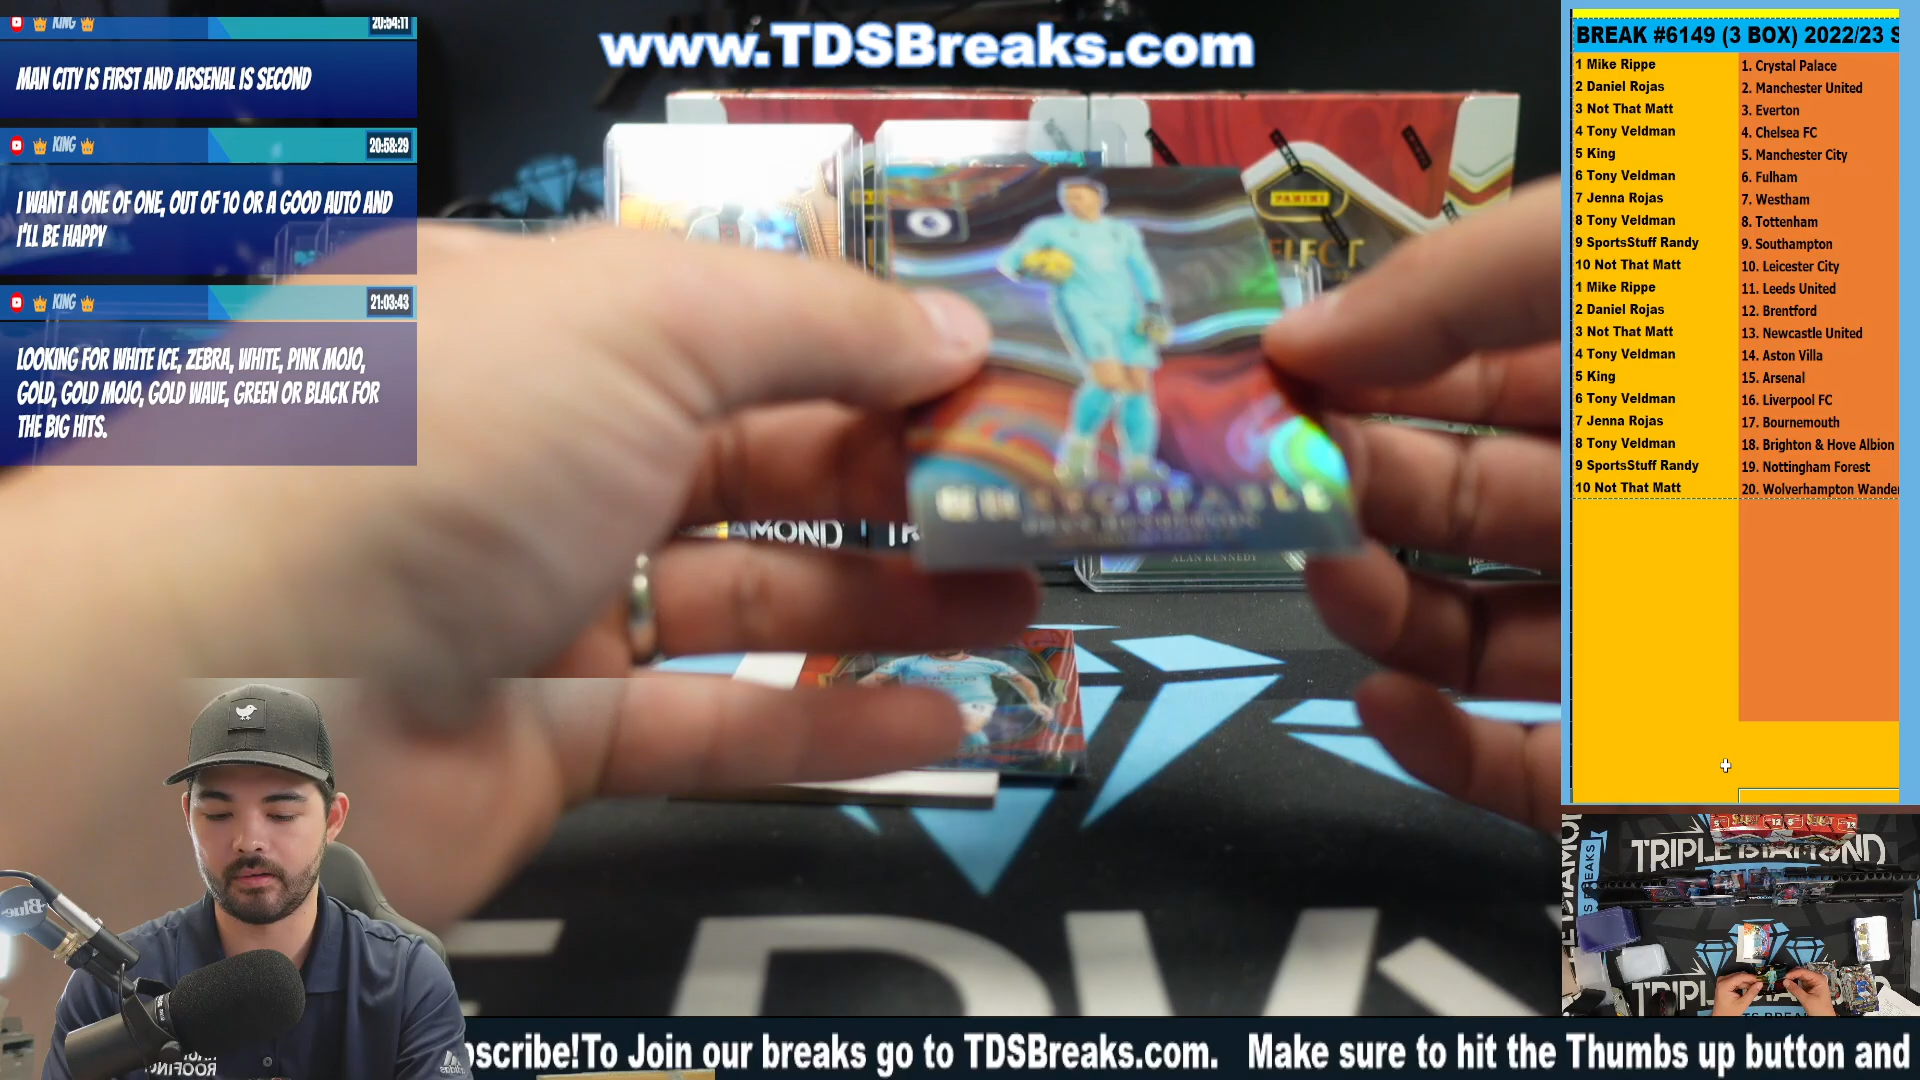 KING
20:54:11
MAN CITY IS FIRST AND ARSENAL IS SECOND
KING
20:58:29
I WANT A ONE OF ONE, OUT OF 10 OR A GOOD AUTO AND
I'LL BE HAPPY
KING
21:03:43
LOOKING FOR WHITE ICE, ZEBRA, WHITE, PINK MOJO,
GOLD, GOLD MOJO, GOLD WAVE, GREEN OR BLACK FOR
THE BIG HITS.
www.TDSBreaks.com
PANINI
UNSTOPPABLE
ALAN KENNEDY
BREAK #6149 (3 BOX) 2022/23 S
1 Mike Rippe 1. Crystal Palace
2 Daniel Rojas 2. Manchester United
3 Not That Matt 3. Everton
4 Tony Veldman 4. Chelsea FC
5 King 5. Manchester City
6 Tony Veldman 6. Fulham
7 Jenna Rojas 7. Westham
8 Tony Veldman 8. Tottenham
9 SportsStuff Randy 9. Southampton
10 Not That Matt 10. Leicester City
1 Mike Rippe 11. Leeds United
2 Daniel Rojas 12. Brentford
3 Not That Matt 13. Newcastle United
4 Tony Veldman 14. Aston Villa
5 King 15. Arsenal
6 Tony Veldman 16. Liverpool FC
7 Jenna Rojas 17. Bournemouth
8 Tony Veldman 18. Brighton & Hove Albion
9 SportsStuff Randy 19. Nottingham Forest
10 Not That Matt 20. Wolverhampton Wande
TRIPLE DIAMOND
Blue
ROOFING
adidas
bscribe!To Join our breaks go to TDSBreaks.com. Make sure to hit the Thumbs up button and